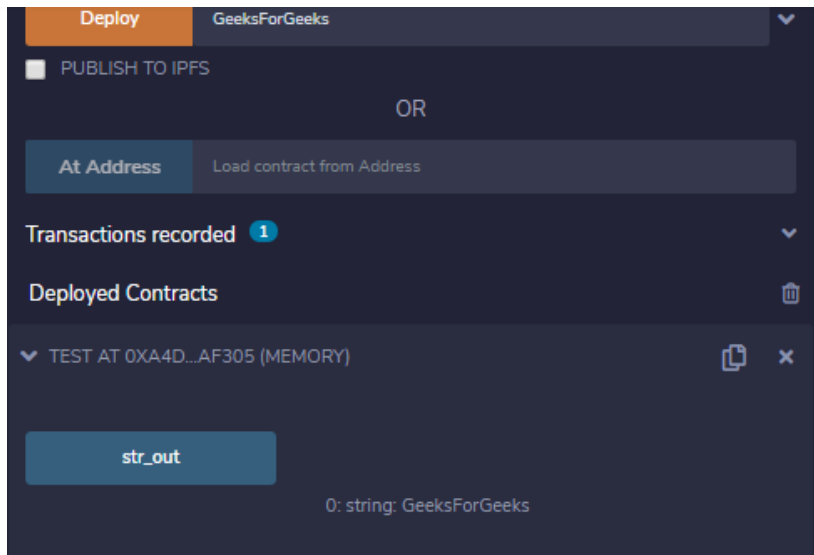 Deploy GeeksForGeeks
PUBLISH TO IPFS
OR
At Address Load contract from Address
Transactions recorded 1
Deployed Contracts
TEST AT 0XA4D...AF305 (MEMORY)
str_out
0: string: GeeksForGeeks